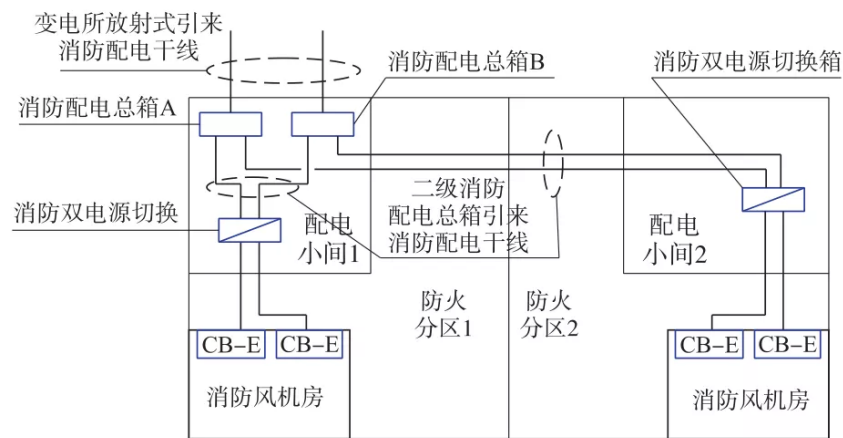 变电所放射式引来
消防配电干线
消防配电总箱B
消防双电源切换箱
消防配电总箱A
消防双电源切换
配电
小间1
二级消防
配电总箱引来
消防配电干线
配电
小间2
防火
分区1
防火
分区2
CB-E
CB-E
CB-E
CB-E
消防风机房
消防风机房